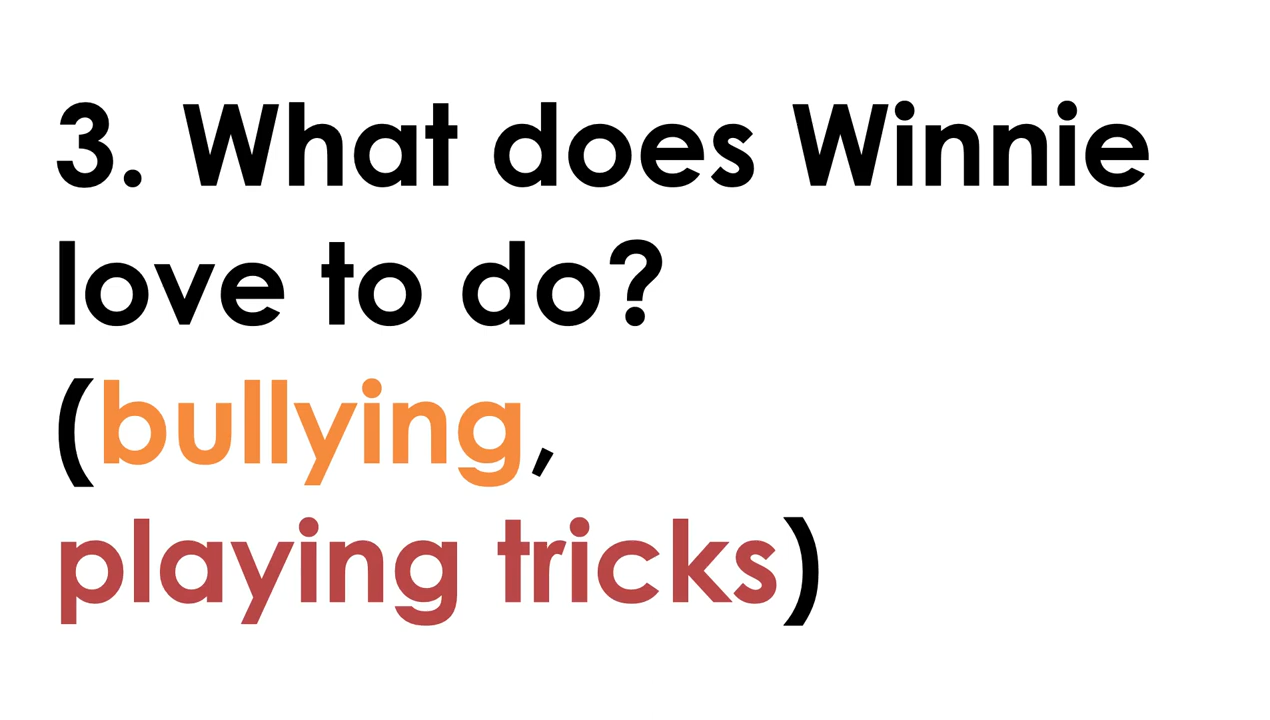 3. What does Winnie
love to do?
(bullying,
playing tricks)